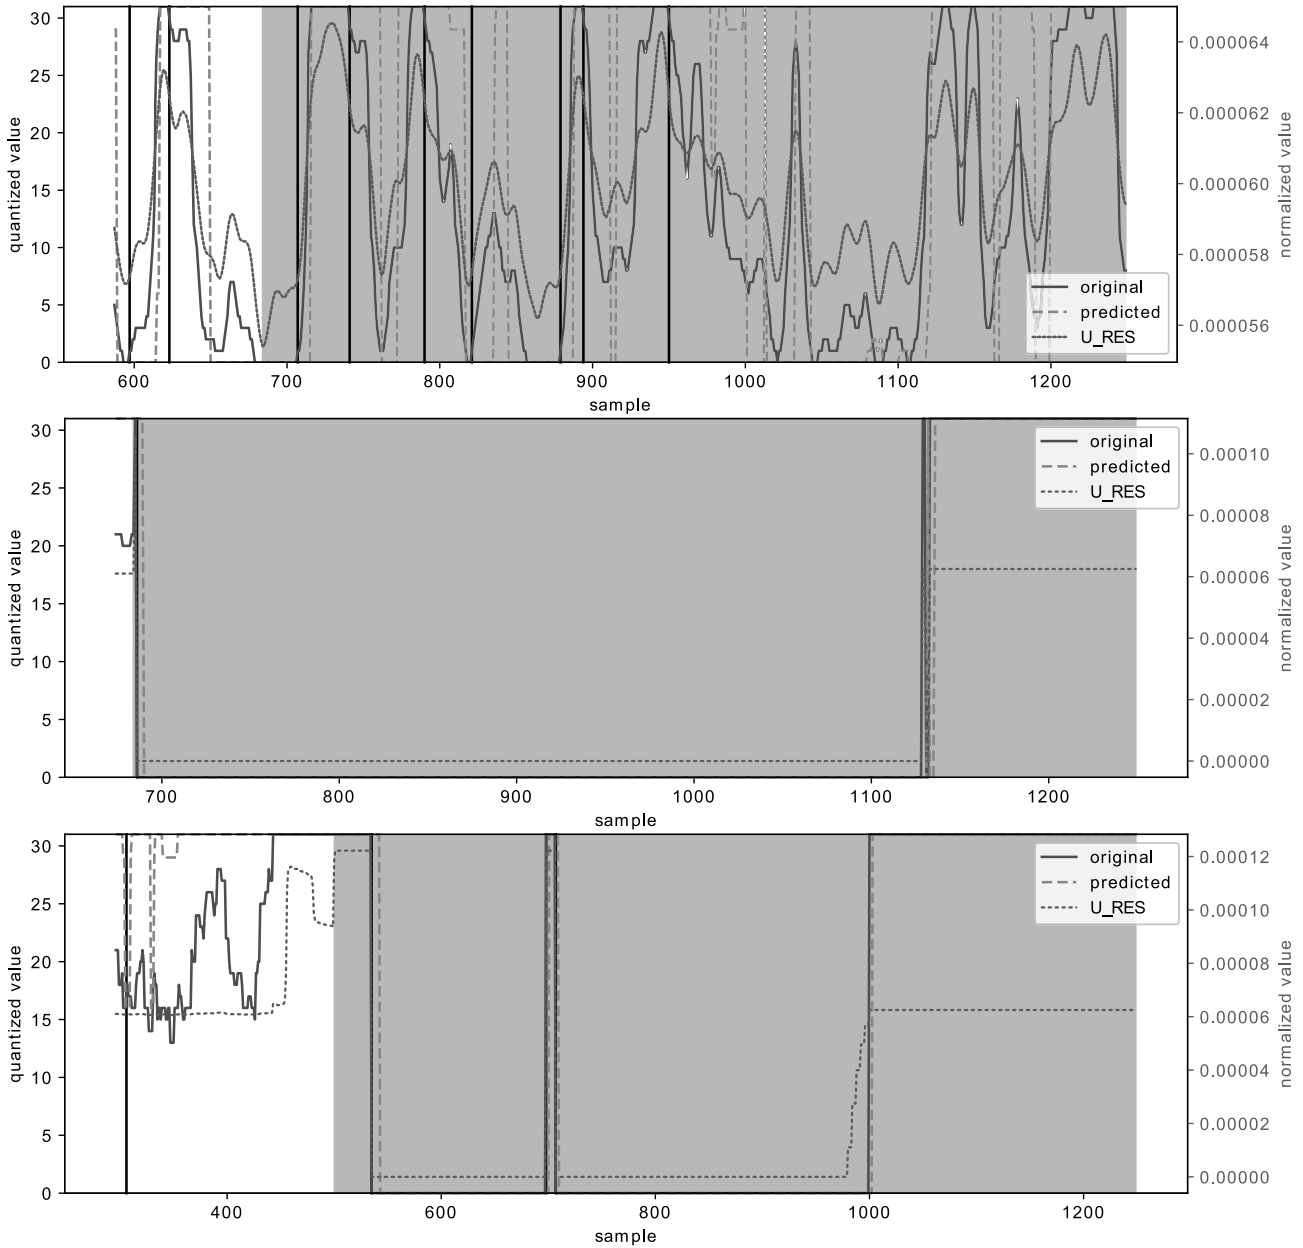 30
25
20
15
10
5
0
quantized value
0.000064
0.000062
0.000060
0.000058
0.000056
normalized value
original
predicted
U_RES
600 700 800 900 1000 1100 1200
sample
30
25
20
15
10
5
0
quantized value
0.00010
0.00008
0.00006
0.00004
0.00002
0.00000
normalized value
original
predicted
U_RES
700 800 900 1000 1100 1200
sample
30
25
20
15
10
5
0
quantized value
0.00012
0.00010
0.00008
0.00006
0.00004
0.00002
0.00000
normalized value
original
predicted
U_RES
400 600 800 1000 1200
sample